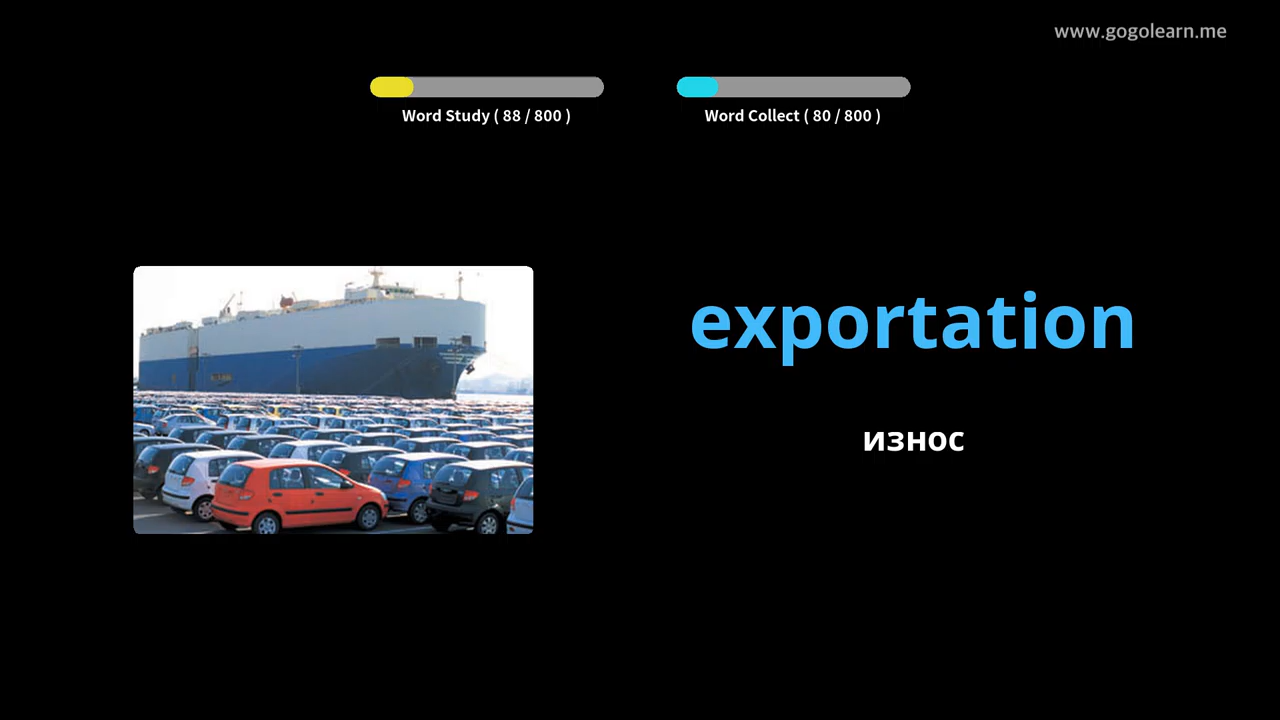 www.gogolearn.me
Word Study ( 88 / 800 )
Word Collect ( 80 / 800 )
exportation
износ